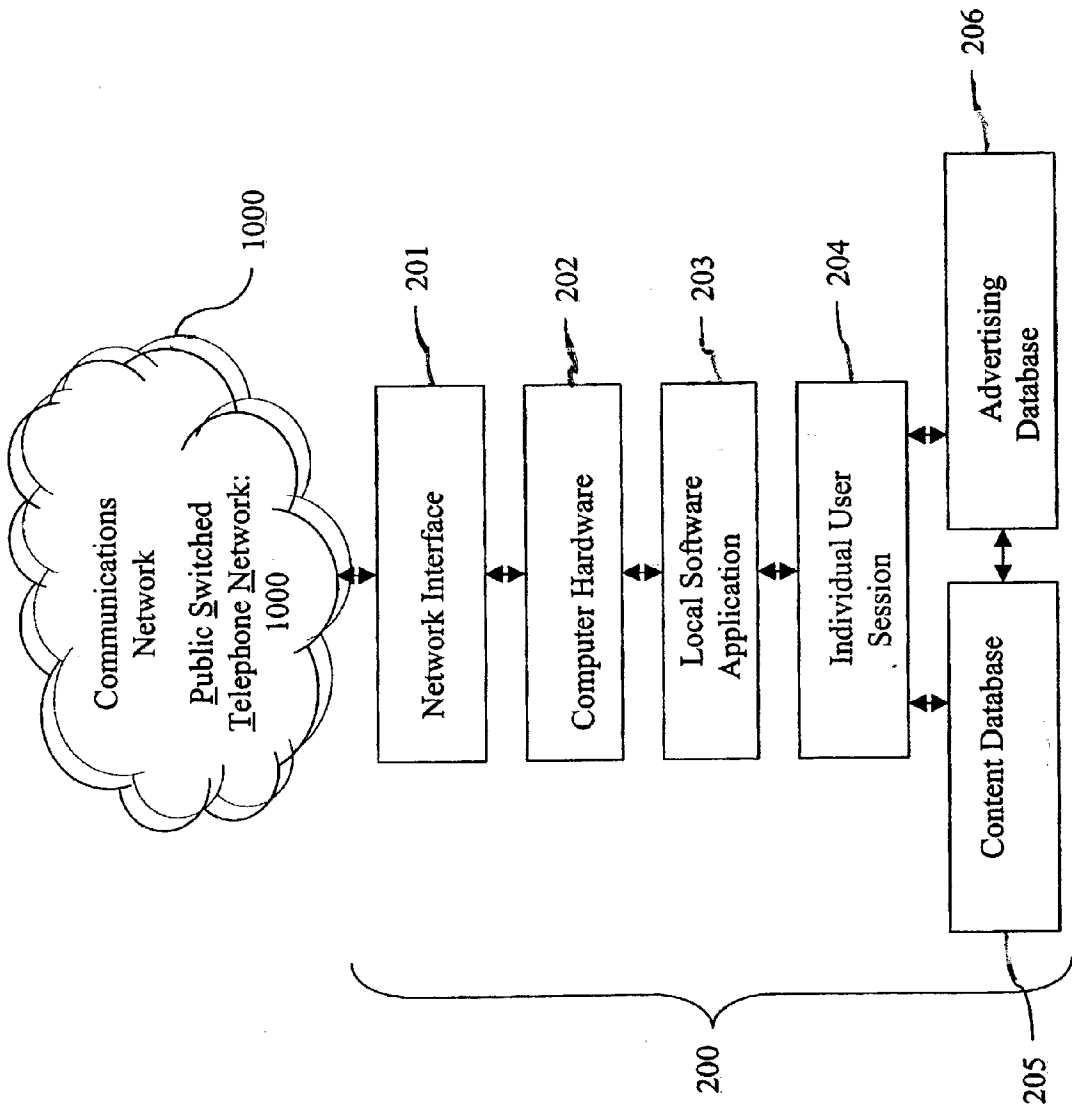 Communications
Network
Public Switched
Telephone Network:
1000
1000
Network Interface
201
Computer Hardware
202
Local Software
Application
203
Individual User
Session
204
Content Database
205
Advertising
Database
206
200